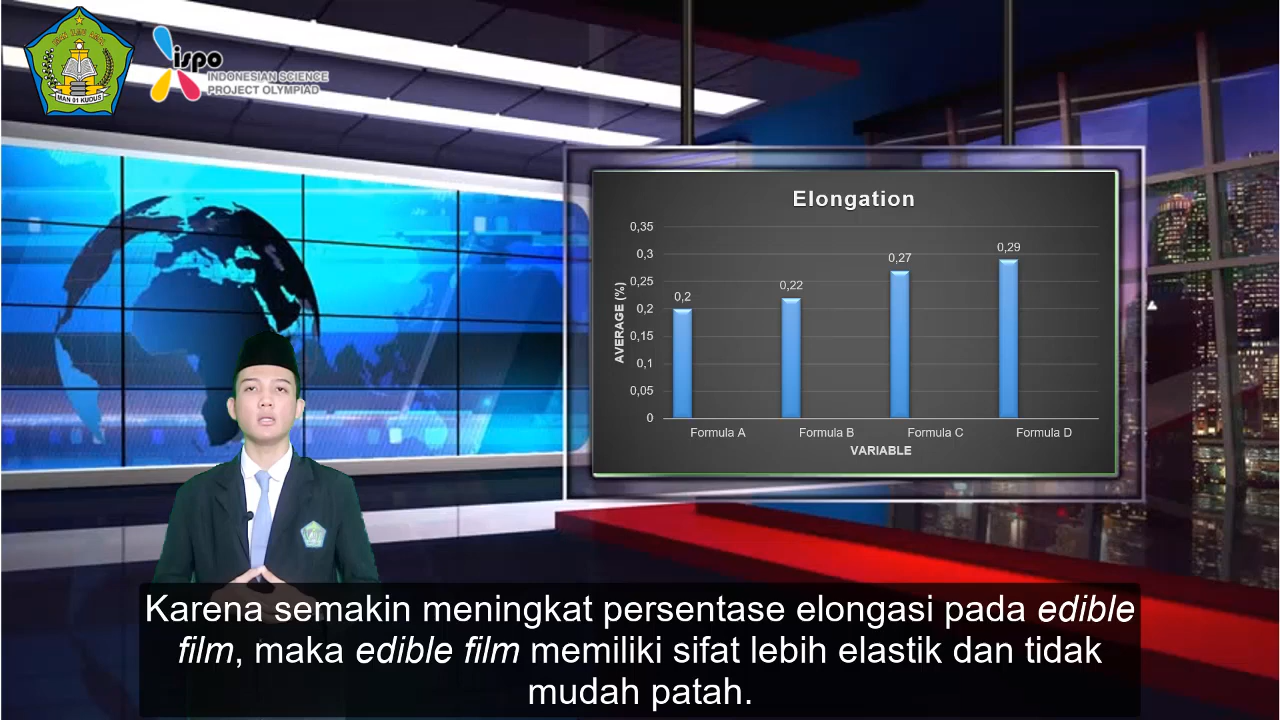 MAN 01 KUDUS
ispo
INDONESIAN SCIENCE
PROJECT OLYMPIAD
Elongation
0,35
0,3
0,25
0,2
0,15
0,1
0,05
0
AVERAGE (%)
0,2
0,22
0,27
0,29
Formula A
Formula B
Formula C
Formula D
VARIABLE
Karena semakin meningkat persentase elongasi pada edible
film, maka edible film memiliki sifat lebih elastik dan tidak
mudah patah.